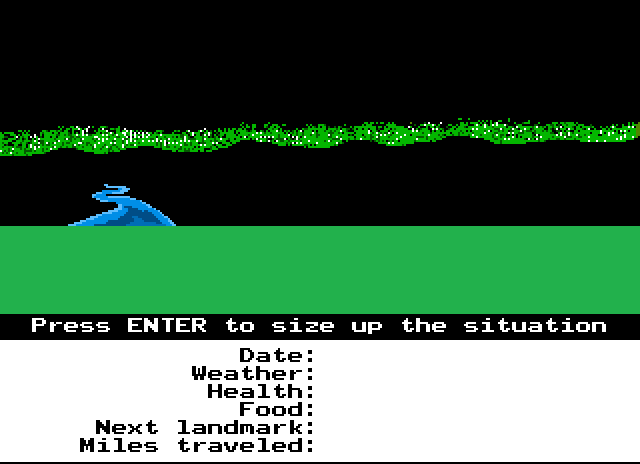 Press ENTER to size up the situation
Date:
Weather:
Health:
Food:
Next landmark:
Miles traveled: